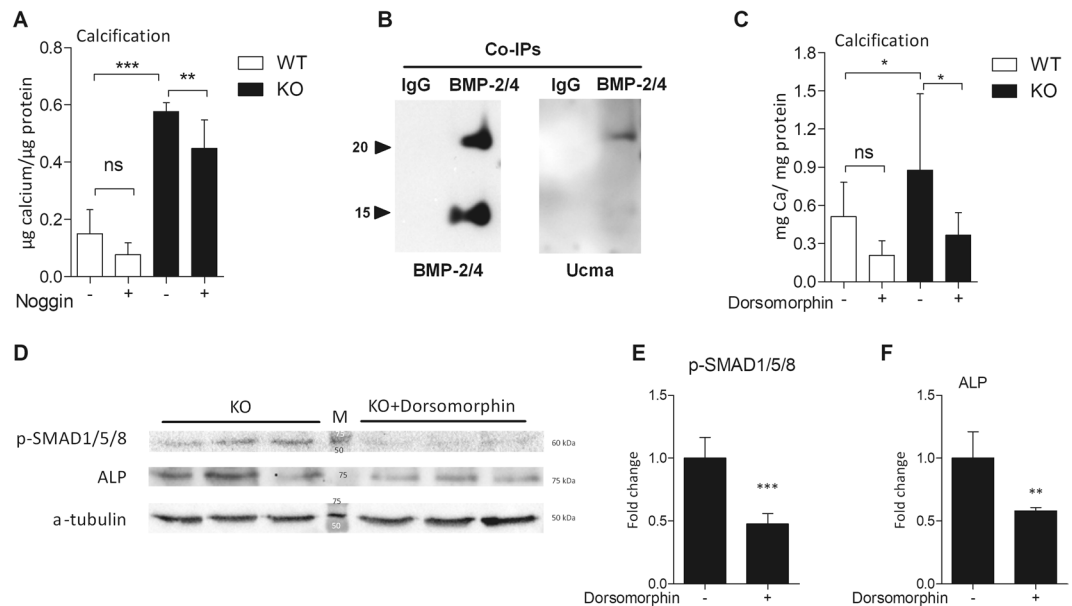 A
Calcification
0.8
0.6
0.4
0.2
0.0
µg calcium/µg protein
***
**
ns
WT
KO
Noggin - + - +
B
Co-IPs
IgG BMP-2/4 IgG BMP-2/4
20
15
BMP-2/4 Ucma
C
Calcification
1.8
1.5
1.2
0.9
0.6
0.3
0.0
mg Ca/ mg protein
*
*
ns
WT
KO
Dorsomorphin - + - +
D
KO M KO+Dorsomorphin
p-SMAD1/5/8 75 50 60 kDa
ALP 75 75 kDa
a-tubulin 75 50 50 kDa
E
p-SMAD1/5/8
1.5
1.0
0.5
0.0
Fold change
***
Dorsomorphin - +
F
ALP
1.5
1.0
0.5
0.0
Fold change
**
Dorsomorphin - +